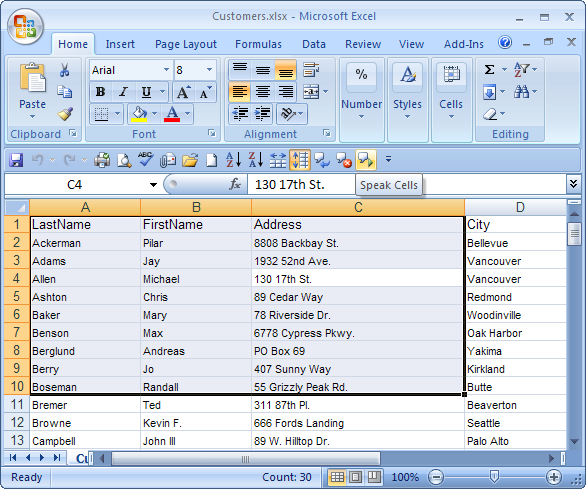 Customers.xlsx - Microsoft Excel
Home Insert Page Layout Formulas Data Review View Add-Ins
Paste Arial 8 Number Styles Cells
B I U A A
Clipboard Font Alignment Editing
C4 fx 130 17th St. Speak Cells
A B C D
1 LastName FirstName Address City
2 Ackerman Pilar 8808 Backbay St. Bellevue
3 Adams Jay 1932 52nd Ave. Vancouver
4 Allen Michael 130 17th St. Vancouver
5 Ashton Chris 89 Cedar Way Redmond
6 Baker Mary 78 Riverside Dr. Woodinville
7 Benson Max 6778 Cypress Pkwy. Oak Harbor
8 Berglund Andreas PO Box 69 Yakima
9 Berry Jo 407 Sunny Way Kirkland
10 Boseman Randall 55 Grizzly Peak Rd. Butte
11 Bremer Ted 311 87th Pl. Beaverton
12 Browne Kevin F. 666 Fords Landing Seattle
13 Campbell John III 89 W. Hilltop Dr. Palo Alto
Cu
Ready Count: 30 100%